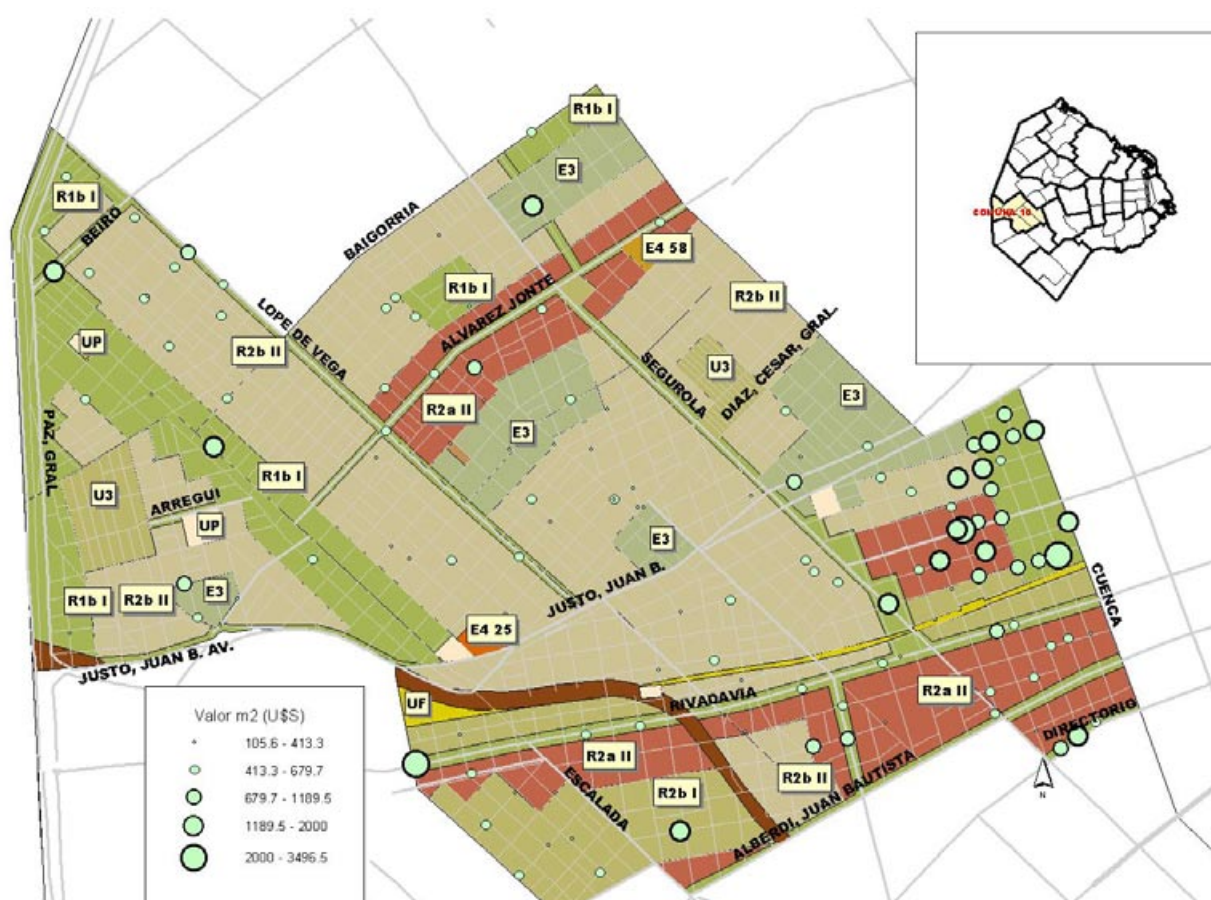 R1b I
E3
R1b I
BEIRO
BAIGORRIA
COMUNA 10
E4 58
R1b I
ALVAREZ JONTE
R2b II
LOPE DE VEGA
UP
R2b II
SEGUROLA
U3
DIAZ, CESAR, GRAL.
E3
R2a II
E3
PAZ, GRAL
R1b I
U3
ARREGUI
UP
E3
JUSTO, JUAN B.
CUENCA
R1b I
R2b II
E3
E4 25
JUSTO, JUAN B. AV.
UF
RIVADAVIA
R2a II
DIRECTORIO
R2a II
R2b II
ESCALADA
R2b I
ALBERDI, JUAN BAUTISTA
N
Valor m2 (U$S)
105.6 - 413.3
413.3 - 679.7
679.7 - 1189.5
1189.5 - 2000
2000 - 3496.5